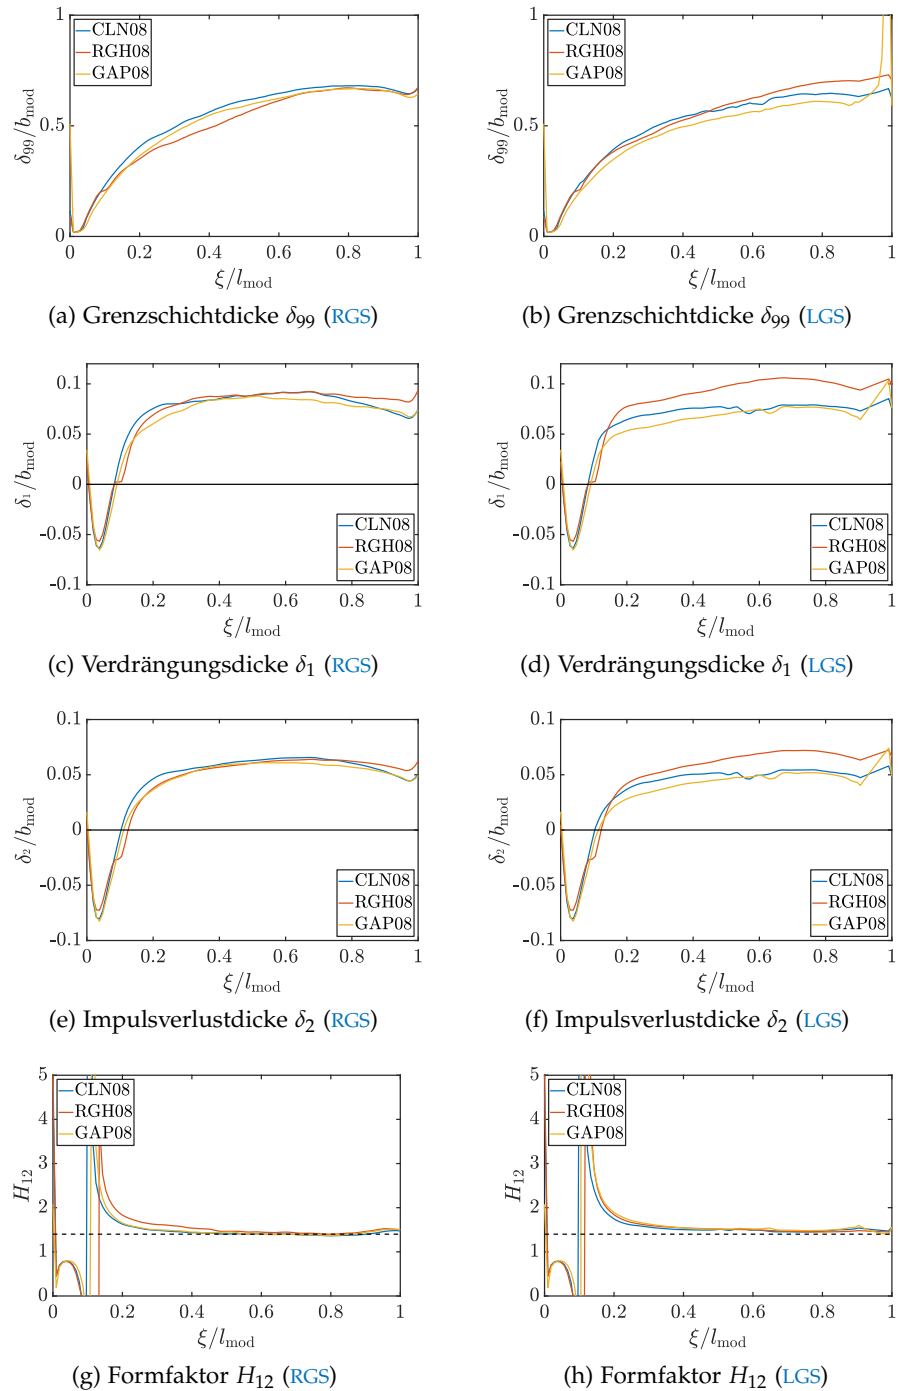 1
0.5
0
δ99/bmod
CLN08
RGH08
GAP08
0 0.2 0.4 0.6 0.8 1
ξ/lmod
(a) Grenzschichtdicke δ99 (RGS)
1
0.5
0
δ99/bmod
CLN08
RGH08
GAP08
0 0.2 0.4 0.6 0.8 1
ξ/lmod
(b) Grenzschichtdicke δ99 (LGS)
0.1
0.05
0
-0.05
-0.1
δ1/bmod
CLN08
RGH08
GAP08
0 0.2 0.4 0.6 0.8 1
ξ/lmod
(c) Verdrängungsdicke δ1 (RGS)
0.1
0.05
0
-0.05
-0.1
δ1/bmod
CLN08
RGH08
GAP08
0 0.2 0.4 0.6 0.8 1
ξ/lmod
(d) Verdrängungsdicke δ1 (LGS)
0.1
0.05
0
-0.05
-0.1
δ2/bmod
CLN08
RGH08
GAP08
0 0.2 0.4 0.6 0.8 1
ξ/lmod
(e) Impulsverlustdicke δ2 (RGS)
0.1
0.05
0
-0.05
-0.1
δ2/bmod
CLN08
RGH08
GAP08
0 0.2 0.4 0.6 0.8 1
ξ/lmod
(f) Impulsverlustdicke δ2 (LGS)
5
4
3
2
1
0
H12
CLN08
RGH08
GAP08
0 0.2 0.4 0.6 0.8 1
ξ/lmod
(g) Formfaktor H12 (RGS)
5
4
3
2
1
0
H12
CLN08
RGH08
GAP08
0 0.2 0.4 0.6 0.8 1
ξ/lmod
(h) Formfaktor H12 (LGS)